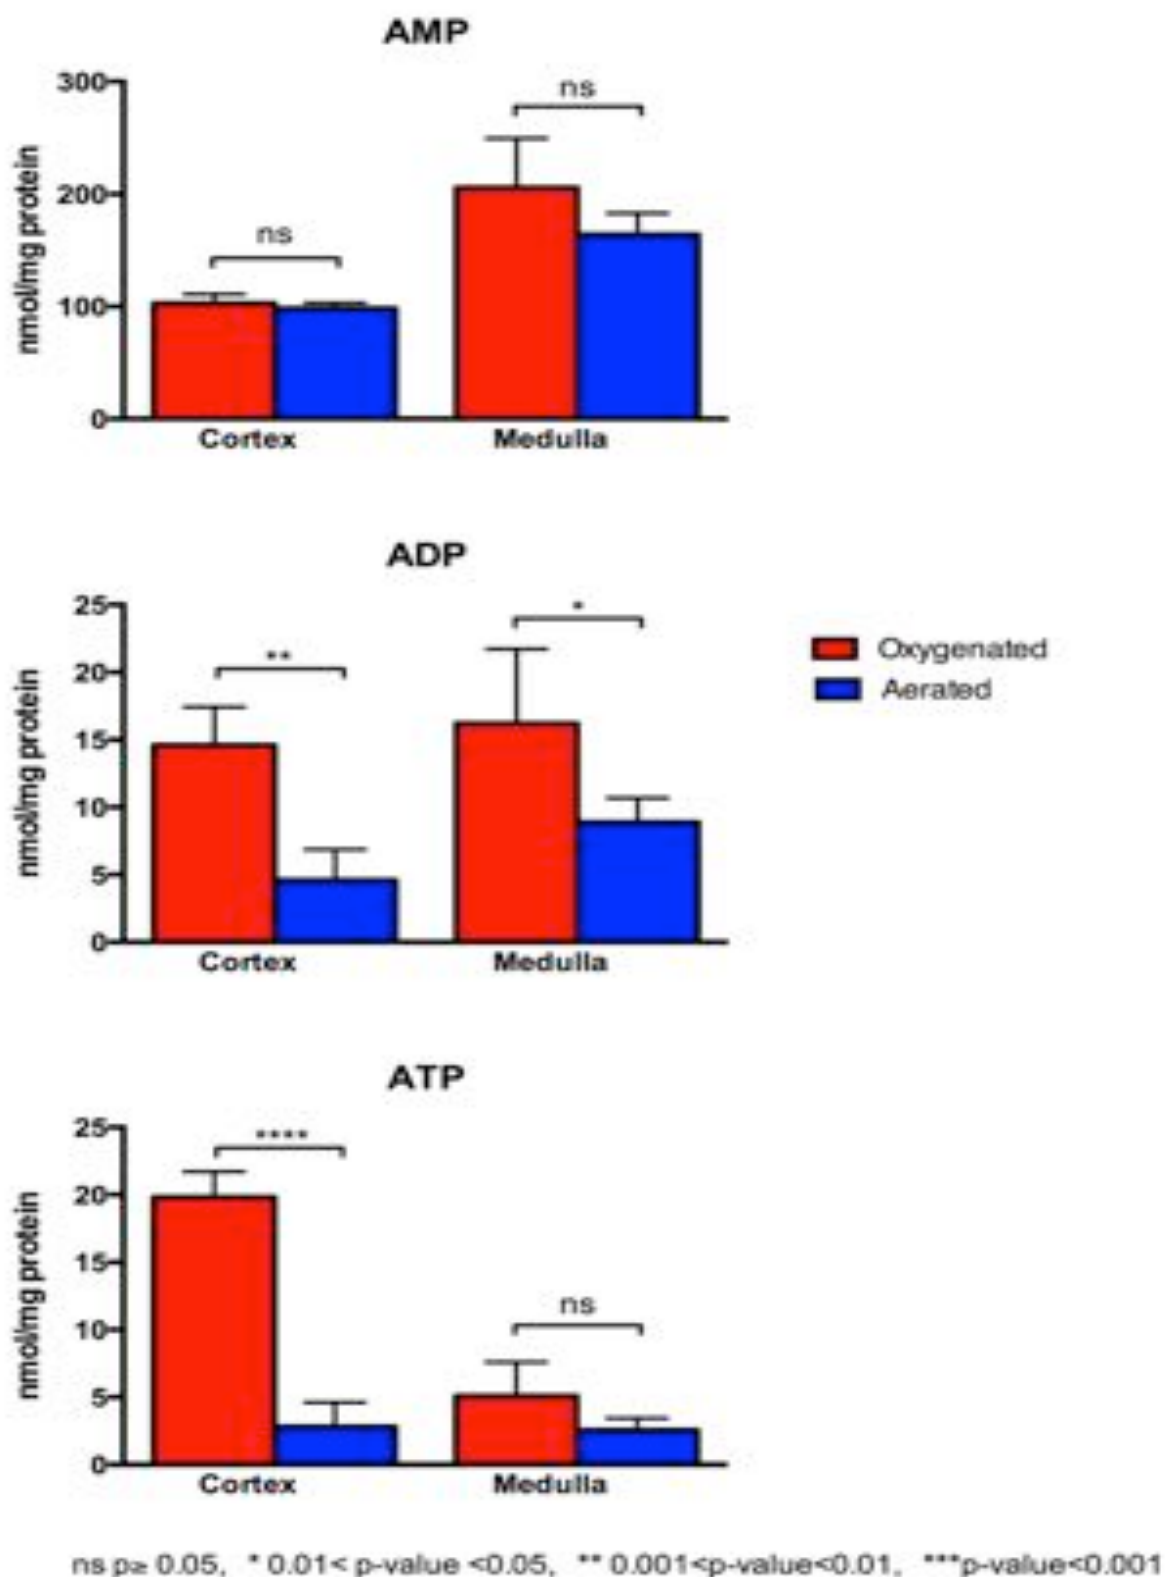 AMP
nmol/mg protein
300
200
100
0
ns
ns
Cortex
Medulla
ADP
nmol/mg protein
25
20
15
10
5
0
**
*
Cortex
Medulla
Oxygenated
Aerated
ATP
nmol/mg protein
25
20
15
10
5
0
****
ns
Cortex
Medulla
ns p≥ 0.05, * 0.01< p-value <0.05, ** 0.001<p-value<0.01, ***p-value<0.001